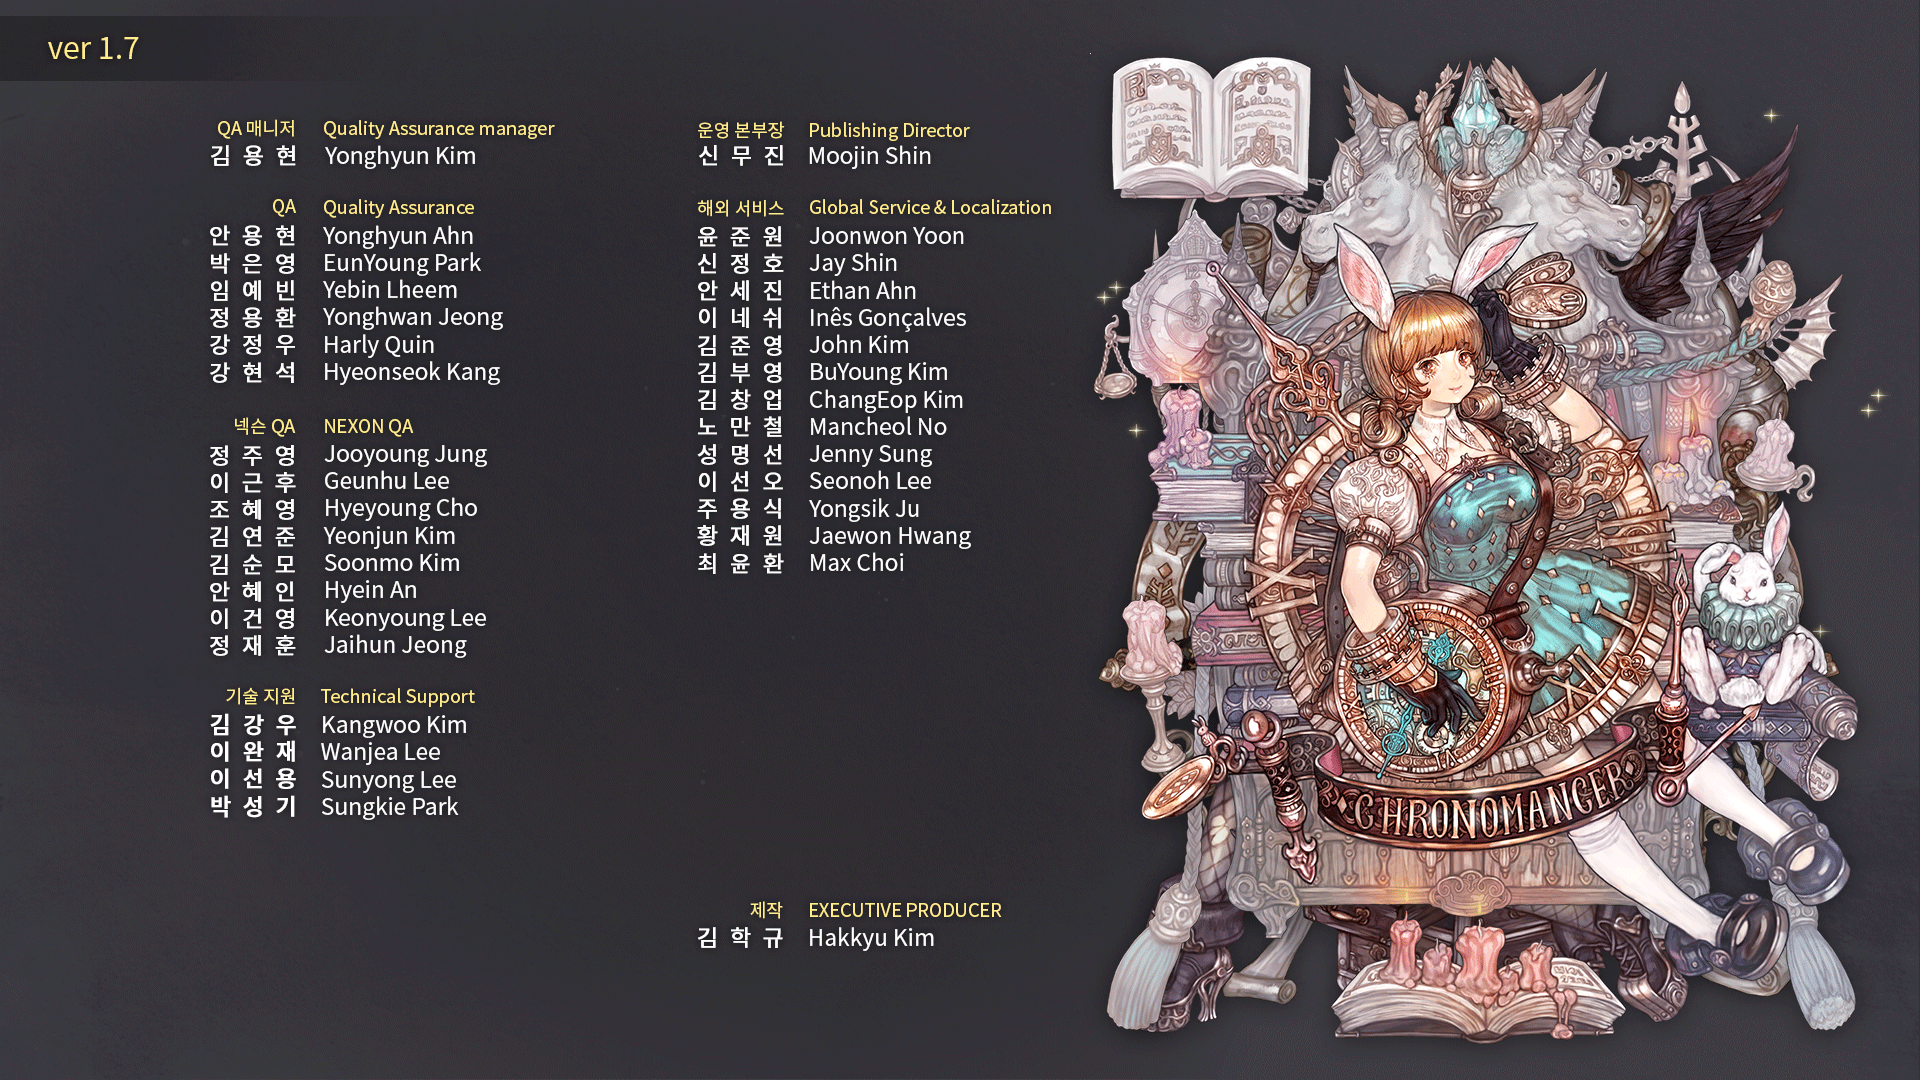 ver 1.7
QA 매니저 Quality Assurance manager
김 용 현 Yonghyun Kim
QA Quality Assurance
안 용 현 Yonghyun Ahn
박 은 영 EunYoung Park
임 예 빈 Yebin Lheem
정 용 환 Yonghwan Jeong
강 정 우 Harly Quin
강 현 석 Hyeonseok Kang
넥슨 QA NEXON QA
정 주 영 Jooyoung Jung
이 근 후 Geunhu Lee
조 혜 영 Hyeyoung Cho
김 연 준 Yeonjun Kim
김 순 모 Soonmo Kim
안 혜 인 Hyein An
이 건 영 Keonyoung Lee
정 재 훈 Jaihun Jeong
기술 지원 Technical Support
김 강 우 Kangwoo Kim
이 완 재 Wanjea Lee
이 선 용 Sunyong Lee
박 성 기 Sungkie Park
운영 본부장 Publishing Director
신 무 진 Moojin Shin
해외 서비스 Global Service & Localization
윤 준 원 Joonwon Yoon
신 정 호 Jay Shin
안 세 진 Ethan Ahn
이 네 쉬 Inês Gonçalves
김 준 영 John Kim
김 부 영 BuYoung Kim
김 창 업 ChangEop Kim
노 만 철 Mancheol No
성 명 선 Jenny Sung
이 선 오 Seonoh Lee
주 용 식 Yongsik Ju
황 재 원 Jaewon Hwang
최 윤 환 Max Choi
제작 EXECUTIVE PRODUCER
김 학 규 Hakkyu Kim
CHRONOMANCER